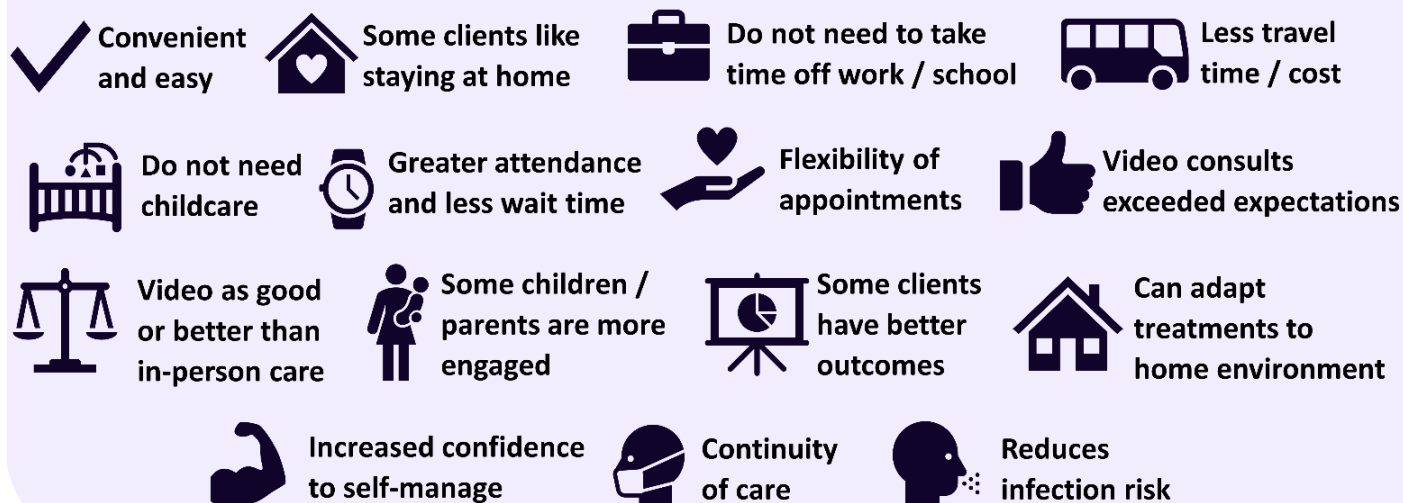 Convenient
and easy
Some clients like
staying at home
Do not need to take
time off work / school
Less travel
time / cost
Do not need
childcare
Greater attendance
and less wait time
Flexibility of
appointments
Video consults
exceeded expectations
Video as good
or better than
in-person care
Some children /
parents are more
engaged
Some clients
have better
outcomes
Can adapt
treatments to
home environment
Increased confidence
to self-manage
Continuity
of care
Reduces
infection risk